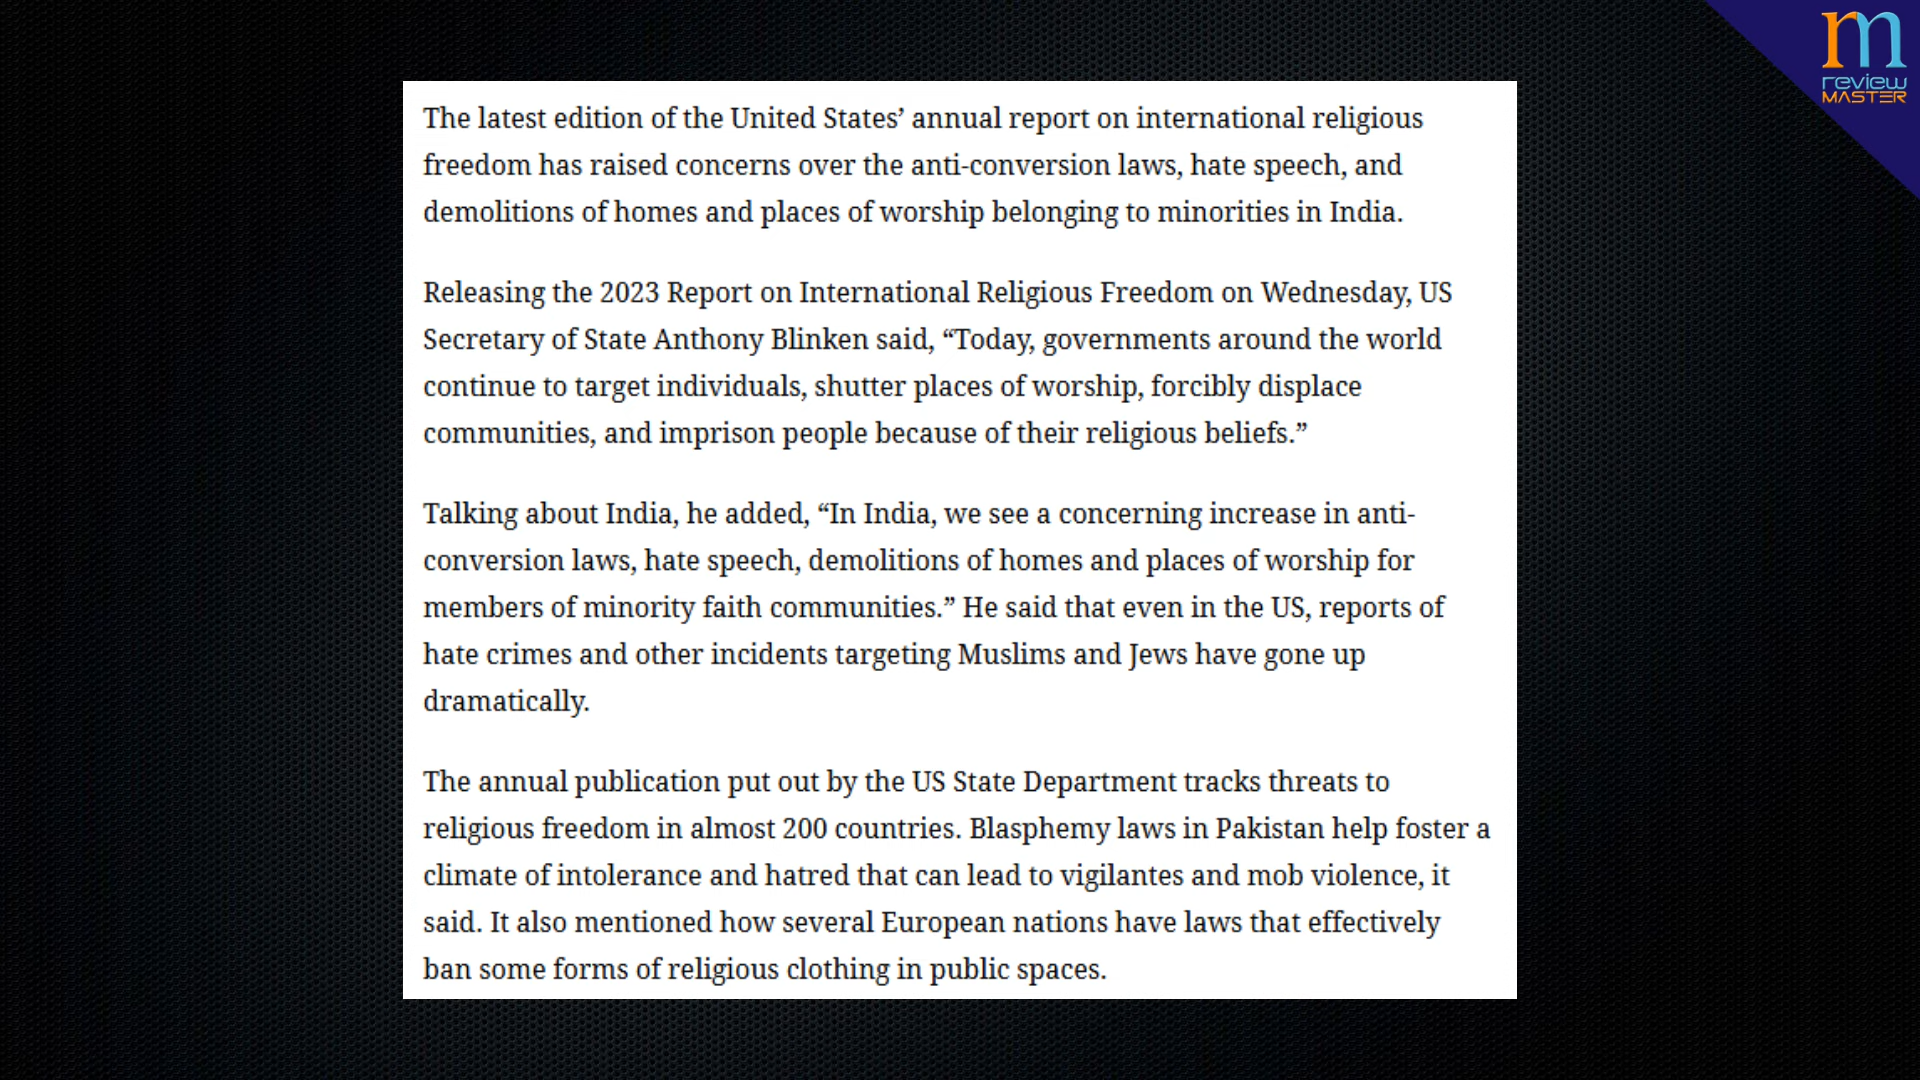 rm
review
MASTER
The latest edition of the United States’ annual report on international religious
freedom has raised concerns over the anti-conversion laws, hate speech, and
demolitions of homes and places of worship belonging to minorities in India.
Releasing the 2023 Report on International Religious Freedom on Wednesday, US
Secretary of State Anthony Blinken said, “Today, governments around the world
continue to target individuals, shutter places of worship, forcibly displace
communities, and imprison people because of their religious beliefs.”
Talking about India, he added, “In India, we see a concerning increase in anti-
conversion laws, hate speech, demolitions of homes and places of worship for
members of minority faith communities.” He said that even in the US, reports of
hate crimes and other incidents targeting Muslims and Jews have gone up
dramatically.
The annual publication put out by the US State Department tracks threats to
religious freedom in almost 200 countries. Blasphemy laws in Pakistan help foster a
climate of intolerance and hatred that can lead to vigilantes and mob violence, it
said. It also mentioned how several European nations have laws that effectively
ban some forms of religious clothing in public spaces.